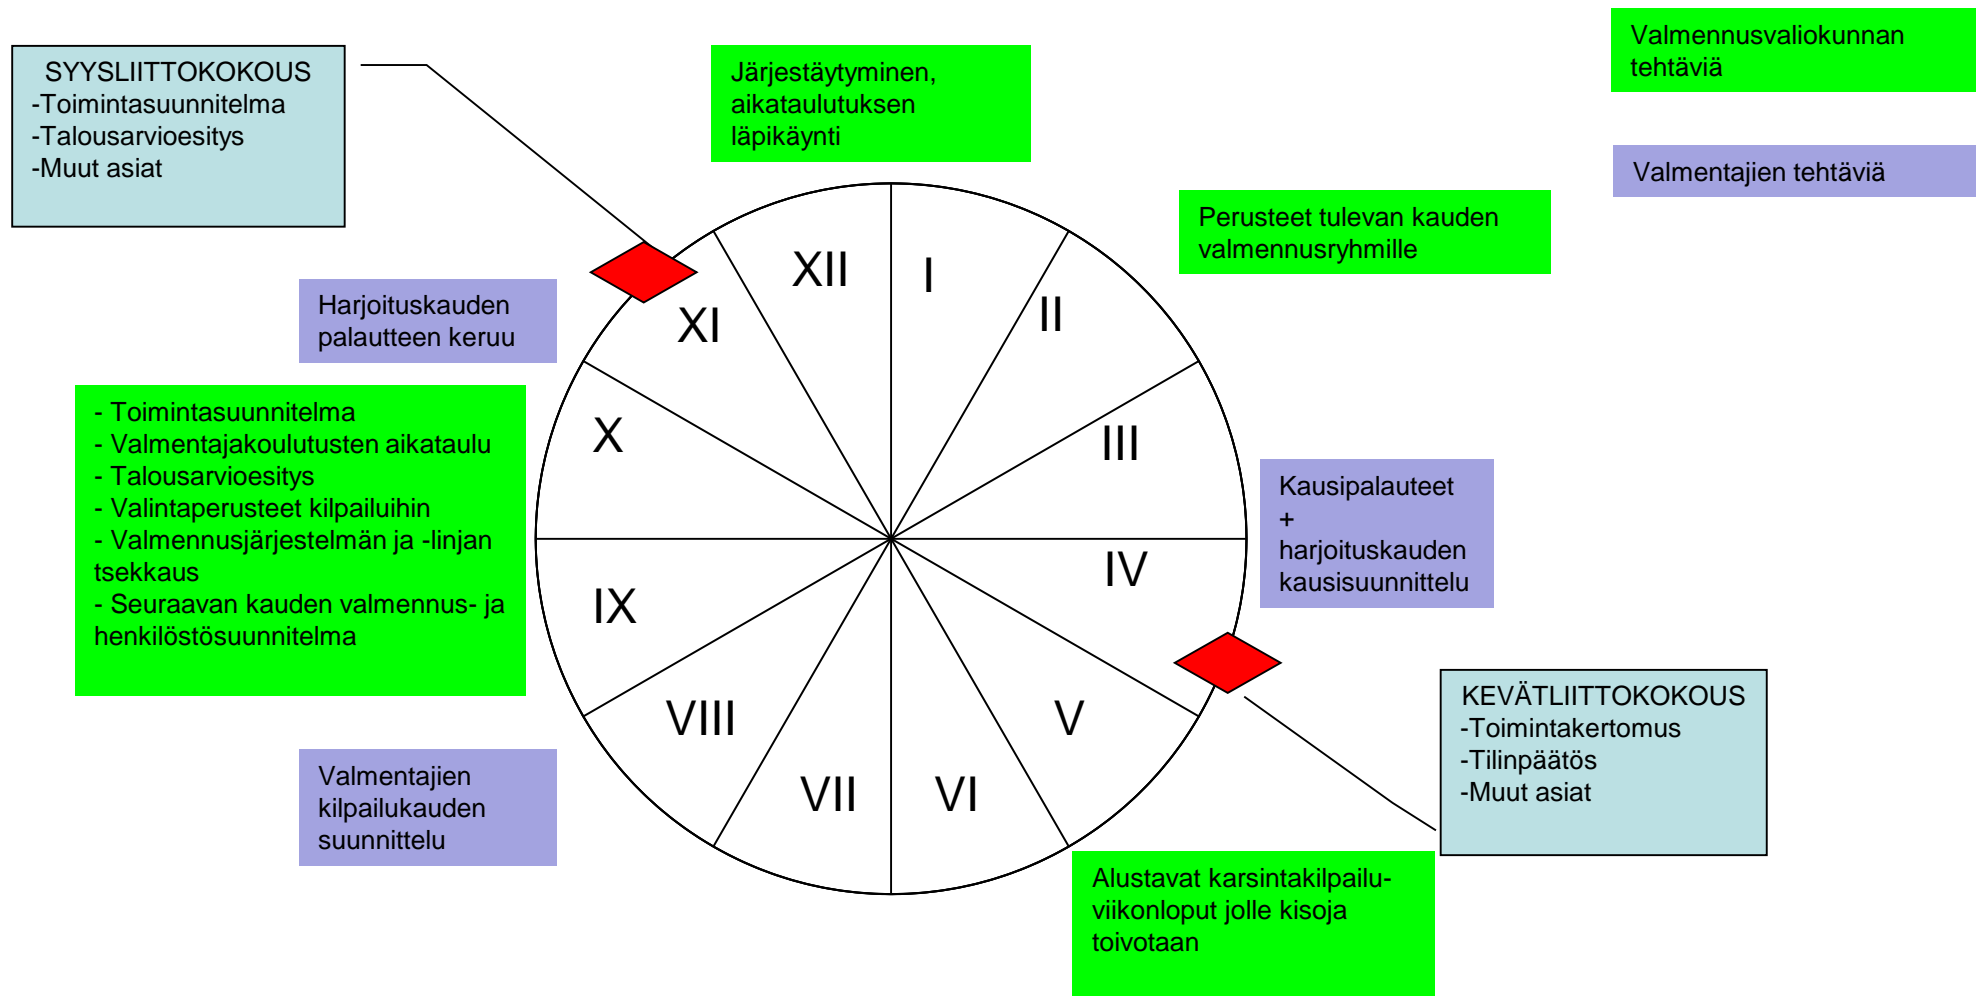 SYYSLIITTOKOKOUS
-Toimintasuunnitelma
-Talousarvioesitys
-Muut asiat
Järjestäytyminen,
aikataulutuksen
läpikäynti
Valmennusvaliokunnan
tehtäviä
Valmentajien tehtäviä
Perusteet tulevan kauden
valmennusryhmille
Harjoituskauden
palautteen keruu
- Toimintasuunnitelma
- Valmentajakoulutusten aikataulu
- Talousarvioesitys
- Valintaperusteet kilpailuihin
- Valmennusjärjestelmän ja -linjan
tsekkaus
- Seuraavan kauden valmennus- ja
henkilöstösuunnitelma
Valmentajien
kilpailukauden
suunnittelu
XII
I
II
III
IV
V
VI
VII
VIII
IX
X
XI
Kausipalauteet
+
harjoituskauden
kausisuunnittelu
KEVÄTLIITTOKOKOUS
-Toimintakertomus
-Tilinpäätös
-Muut asiat
Alustavat karsintakilpailu-
viikonloput jolle kisoja
toivotaan